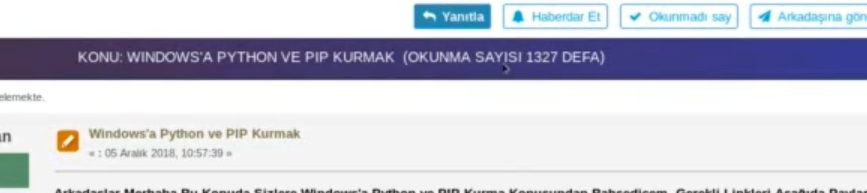 Yanıtla Haberdar Et Okunmadı say Arkadaşına gön
KONU: WINDOWS'A PYTHON VE PIP KURMAK (OKUNMA SAYISI 1327 DEFA)
elemekte.
an
Windows'a Python ve PIP Kurmak
« : 05 Aralık 2018, 10:57:39 »
Arkadaşlar Merhaba Bu Konuda Sizlere Windows'a Python ve PIP Kurma Konusundan Bahsedicem. Gerekli Linkleri Aşağıda